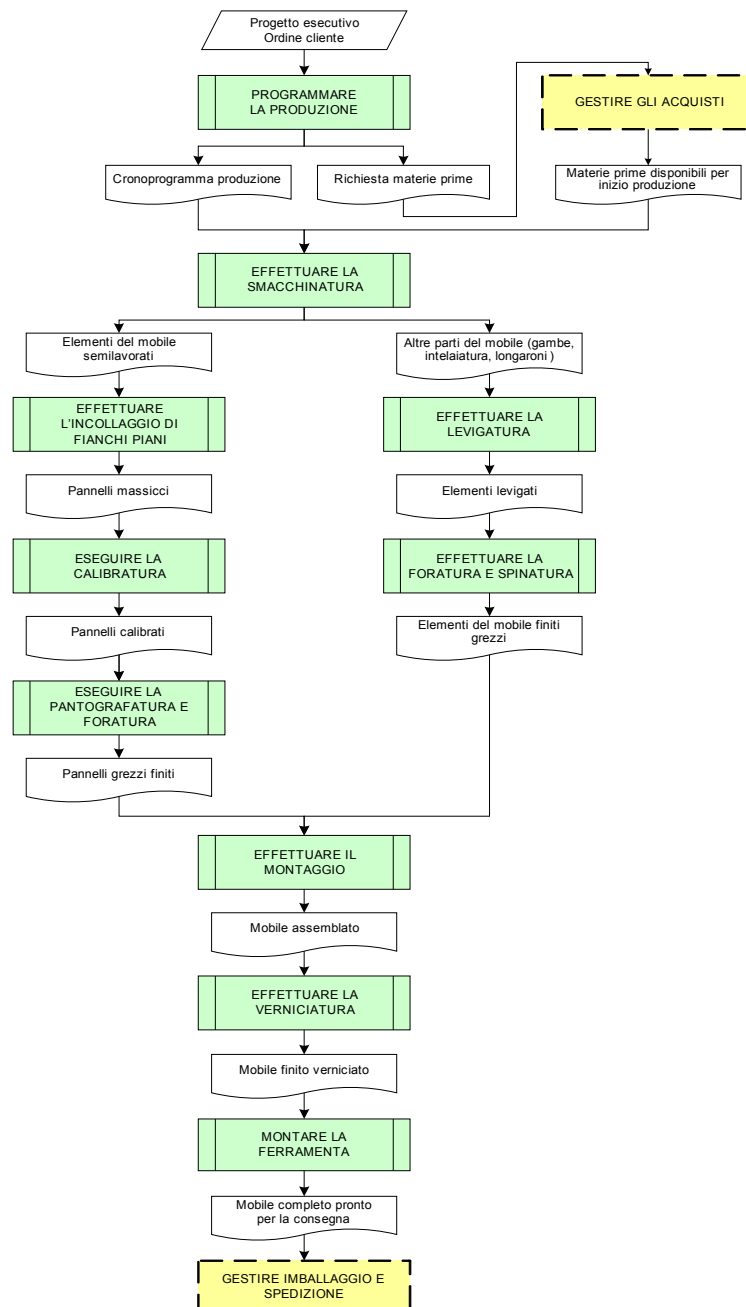 Progetto esecutivo
Ordine cliente
PROGRAMMARE
LA PRODUZIONE
GESTIRE GLI ACQUISTI
Cronoprogramma produzione
Richiesta materie prime
Materie prime disponibili per
inizio produzione
EFFETTUARE LA
SMACCHINATURA
Elementi del mobile
semilavorati
Altre parti del mobile (gambe,
intelaiatura, longaroni )
EFFETTUARE
L'INCOLLAGGIO DI
FIANCHI PIANI
EFFETTUARE LA
LEVIGATURA
Pannelli massicci
Elementi levigati
ESEGUIRE LA
CALIBRATURA
EFFETTUARE LA
FORATURA E SPINATURA
Pannelli calibrati
Elementi del mobile finiti
grezzi
ESEGUIRE LA
PANTOGRAFATURA E
FORATURA
Pannelli grezzi finiti
EFFETTUARE IL
MONTAGGIO
Mobile assemblato
EFFETTUARE LA
VERNICIATURA
Mobile finito verniciato
MONTARE LA
FERRAMENTA
Mobile completo pronto
per la consegna
GESTIRE IMBALLAGGIO E
SPEDIZIONE